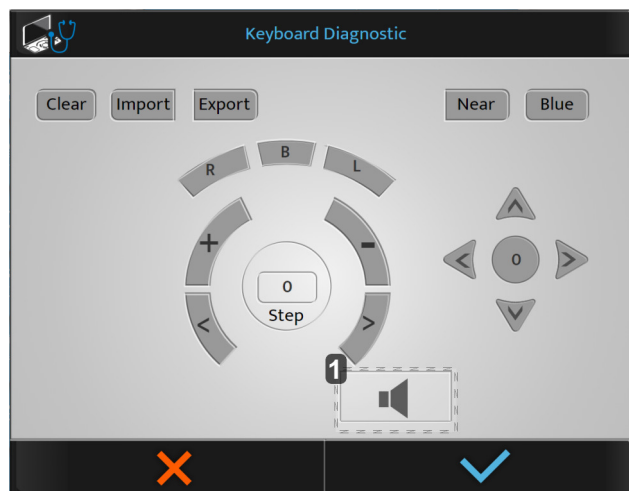 Keyboard Diagnostic
Clear Import Export Near Blue
R B L
+ -
0
0
Step
< >
1